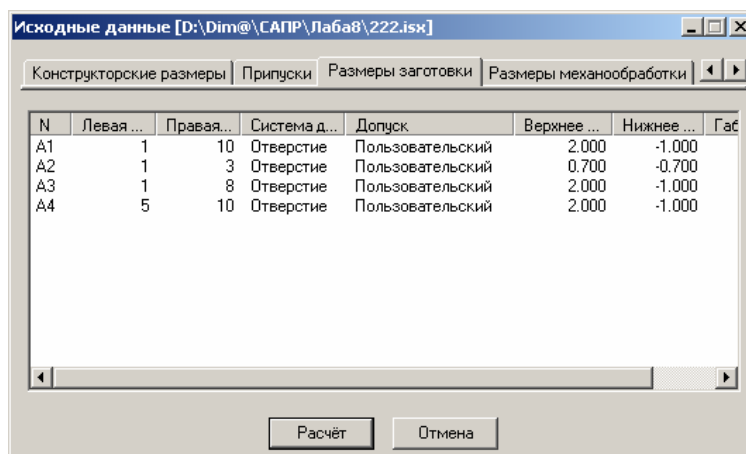 Исходные данные [D:\Dim@\САПР\Лаба8\222.isx]
Конструкторские размеры Припуски Размеры заготовки Размеры механообработки
N Левая ... Правая... Система д... Допуск Верхнее ... Нижнее ... Габ
A1 1 10 Отверстие Пользовательский 2.000 -1.000
A2 1 3 Отверстие Пользовательский 0.700 -0.700
A3 1 8 Отверстие Пользовательский 2.000 -1.000
A4 5 10 Отверстие Пользовательский 2.000 -1.000
Расчёт Отмена